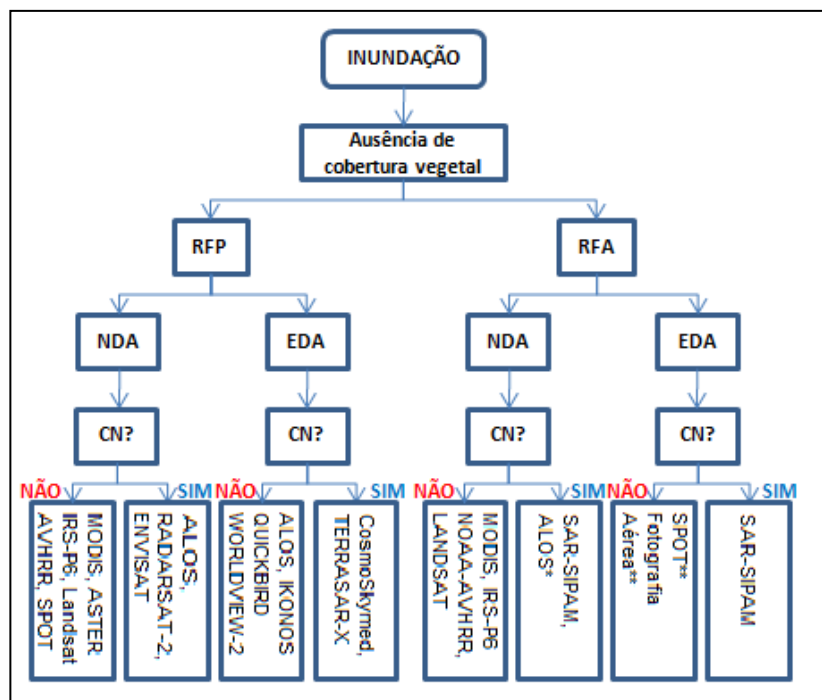 INUNDAÇÃO
Ausência de
cobertura vegetal
RFP
RFA
NDA
EDA
NDA
EDA
CN?
CN?
CN?
CN?
NÃO
SIM
NÃO
SIM
NÃO
SIM
NÃO
SIM
MODIS, ASTER
IRS-P6, Landsat
AVHRR, SPOT
ALOS,
RADARSAT-2,
ENVISAT
ALOS, IKONOS
QUICKBIRD
WORLDVIEW-2
CosmoSkymed,
TERRASAR-X
MODIS, IRS-P6
NOAA-AVHRR,
LANDSAT
SAR-SIPAM,
ALOS*
SPOT**
Fotografia
Aérea**
SAR-SIPAM